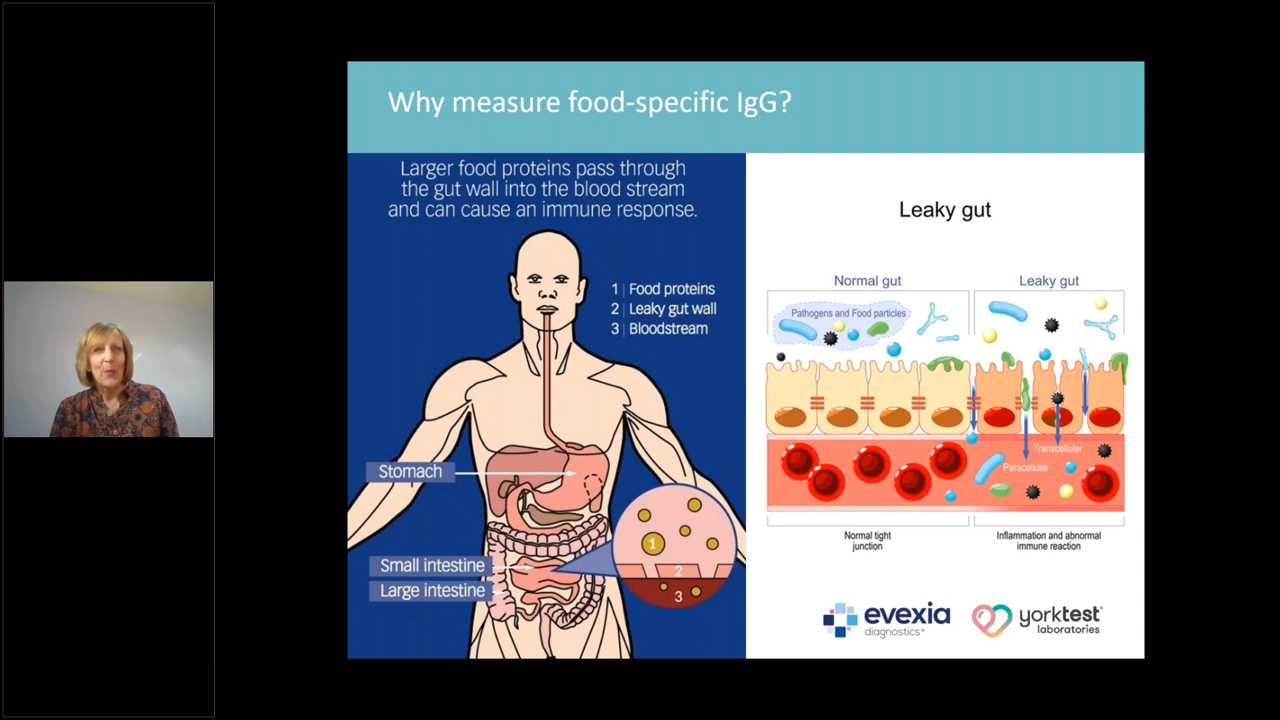 Why measure food-specific IgG?
Larger food proteins pass through
the gut wall into the blood stream
and can cause an immune response.
1 | Food proteins
2 | Leaky gut wall
3 | Bloodstream
Stomach
Small intestine
Large intestine
1
2
3
Leaky gut
Normal gut
Leaky gut
Pathogens and Food particles
Transcellular
Paracellular
Normal tight
junction
Inflammation and abnormal
immune reaction
evexia
diagnostics®
yorktest®
laboratories